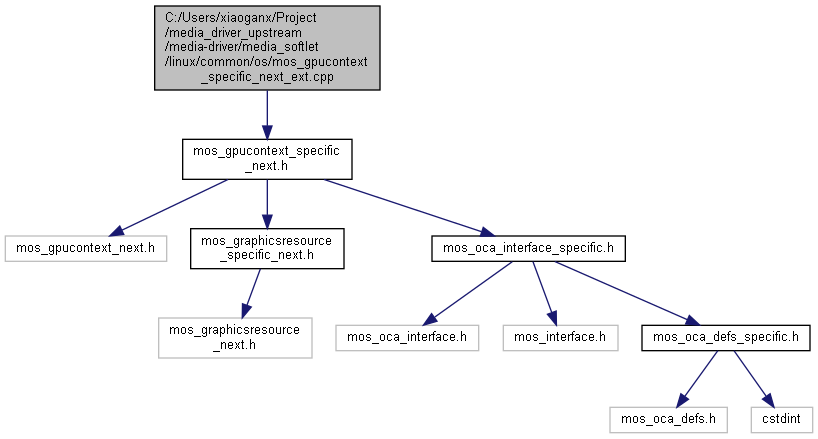 C:/Users/xiaoganx/Project
/media_driver_upstream
/media-driver/media_softlet
/linux/common/os/mos_gpucontext
_specific_next_ext.cpp
mos_gpucontext_specific
_next.h
mos_gpucontext_next.h
mos_graphicsresource
_specific_next.h
mos_oca_interface_specific.h
mos_graphicsresource
_next.h
mos_oca_interface.h
mos_interface.h
mos_oca_defs_specific.h
mos_oca_defs.h
cstdint